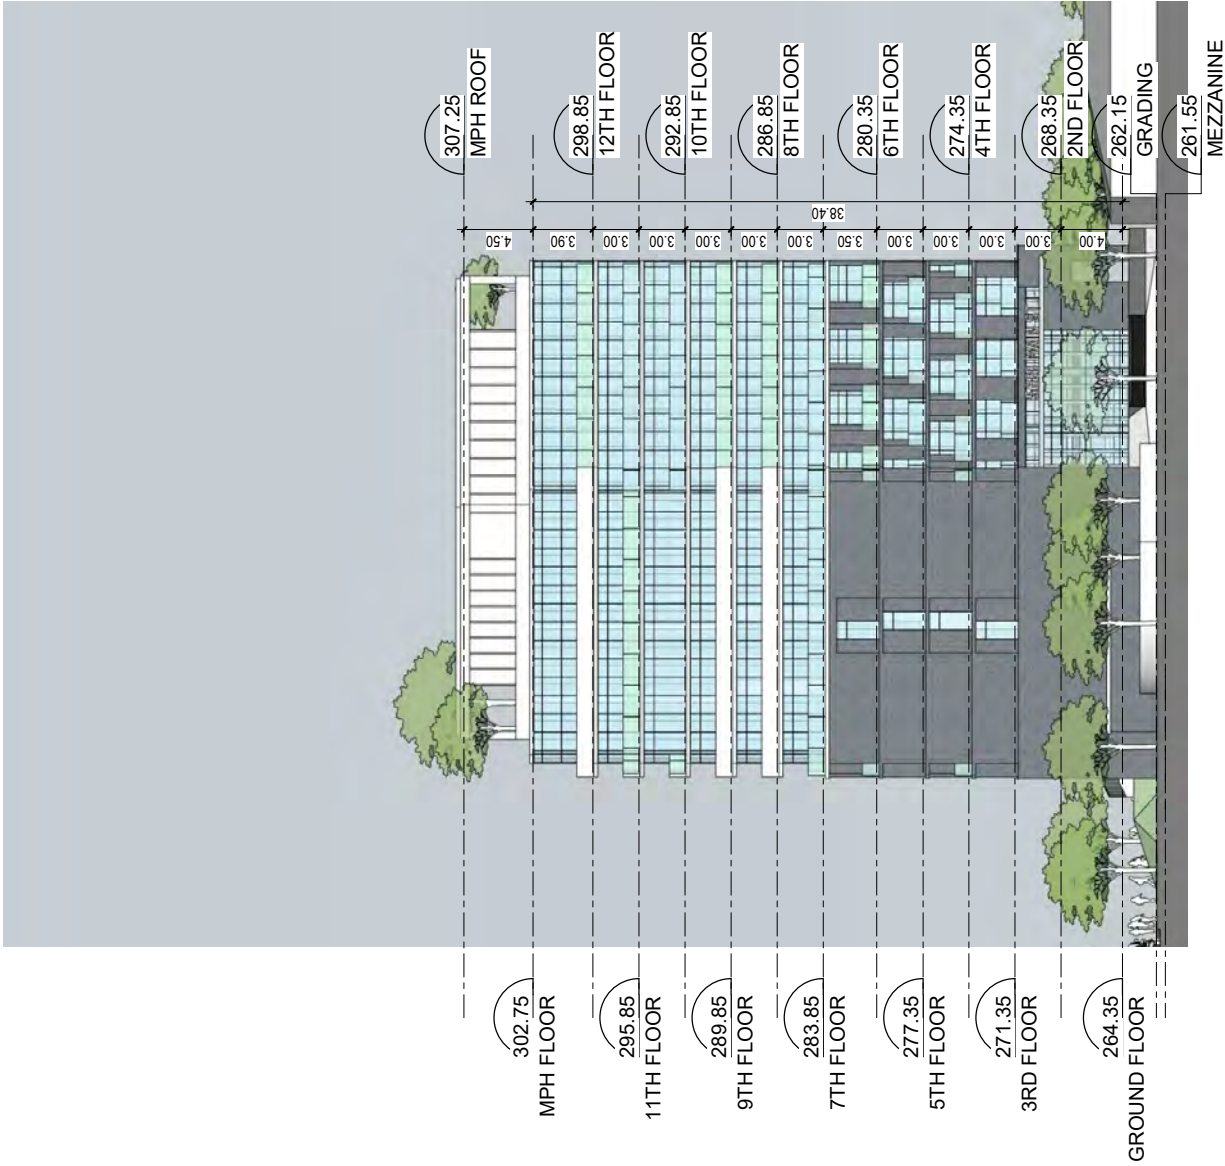 307.25
MPH ROOF
298.85
12TH FLOOR
292.85
10TH FLOOR
286.85
8TH FLOOR
280.35
6TH FLOOR
274.35
4TH FLOOR
268.35
2ND FLOOR
262.15
GRADING
261.55
MEZZANINE
38.40
4.50
3.90
3.00
3.00
3.00
3.00
3.00
3.50
3.00
3.00
3.00
3.00
4.00
302.75
MPH FLOOR
295.85
11TH FLOOR
289.85
9TH FLOOR
283.85
7TH FLOOR
277.35
5TH FLOOR
271.35
3RD FLOOR
264.35
GROUND FLOOR